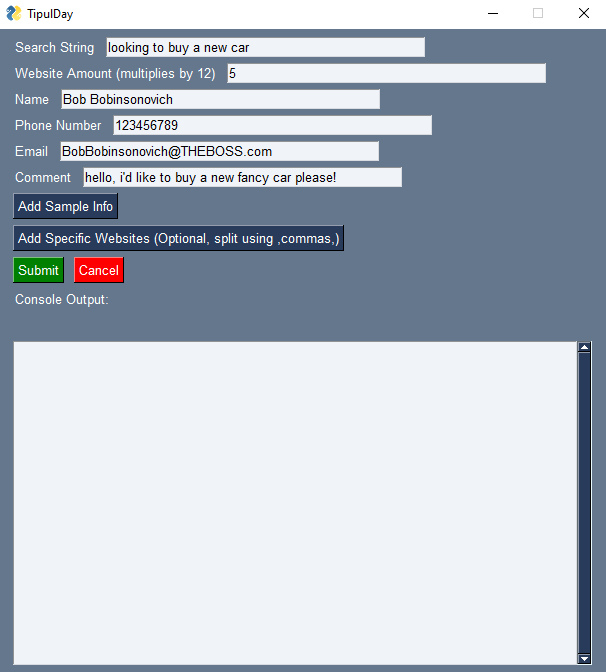 TipulDay
Search String looking to buy a new car
Website Amount (multiplies by 12) 5
Name Bob Bobinsonovich
Phone Number 123456789
Email BobBobinsonovich@THEBOSS.com
Comment hello, i'd like to buy a new fancy car please!
Add Sample Info
Add Specific Websites (Optional, split using ,commas,)
Submit Cancel
Console Output: